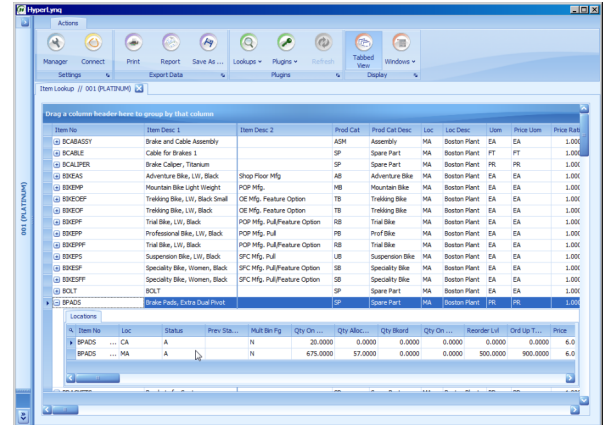 HyperLynq
Actions
Manager Connect Print Report Save As ... Lookups Plugins Refresh Tabbed View Windows
Settings Export Data Plugins Display
Item Lookup // 001 (PLATINUM)
001 (PLATINUM)
Drag a column header here to group by that column
Item No Item Desc 1 Item Desc 2 Prod Cat Prod Cat Desc Loc Loc Desc Uom Price Uom Price Rati
BCABASSY Brake and Cable Assembly ASM Assembly MA Boston Plant EA EA 1.000
BCABLE Cable for Brakes 1 SP Spare Part MA Boston Plant FT FT 1.000
BCALIPER Brake Caliper, Titanium SP Spare Part MA Boston Plant PR PR 1.000
BIKEAS Adventure Bike, LW, Black Shop Floor Mfg AB Adventure Bike MA Boston Plant EA EA 1.000
BIKEMP Mountain Bike Light Weight POP Mfg. MB Mountain Bike MA Boston Plant EA EA 1.000
BIKEOEF Trekking Bike, LW, Black Small OE Mfg. Feature Option TB Trekking Bike MA Boston Plant EA EA 1.000
BIKEOF Trekking Bike, LW, Black OE Mfg. Feature Option TB Trekking Bike MA Boston Plant EA EA 1.000
BIKEPF Trial Bike, LW, Black POP Mfg. Pull/Feature Option RB Trial Bike MA Boston Plant EA EA 1.000
BIKEPP Professional Bike, LW, Black POP Mfg. Pull PB Prof Bike MA Boston Plant EA EA 1.000
BIKEPPF Trial Bike, LW, Black POP Mfg. Pull/Feature Option RB Trial Bike MA Boston Plant EA EA 1.000
BIKEPS Suspension Bike, LW, Black SFC Mfg. Pull UB Suspension Bike MA Boston Plant EA EA 1.000
BIKESF Speciality Bike, Women, Black SFC Mfg. Pull/Feature Option SB Speciality Bike MA Boston Plant EA EA 1.000
BIKESFF Speciality Bike, Women, Black SFC Mfg. Pull/Feature Option SB Speciality Bike MA Boston Plant EA EA 1.000
BOLT BOLT SP Spare Part MA Boston Plant EA EA 1.000
BPADS Brake Pads, Extra Dual Pivot SP Spare Part MA Boston Plant PR PR 1.000
Locations
Item No Loc Status Prev Sta... Mult Bin Fg Qty On ... Qty Alloc... Qty Bkord Qty On ... Reorder Lvl Ord Up T... Price
BPADS ... CA A N 20.0000 0.0000 0.0000 0.0000 0.0000 0.0000 6.0
BPADS ... MA A N 675.0000 57.0000 0.0000 0.0000 500.0000 900.0000 6.0